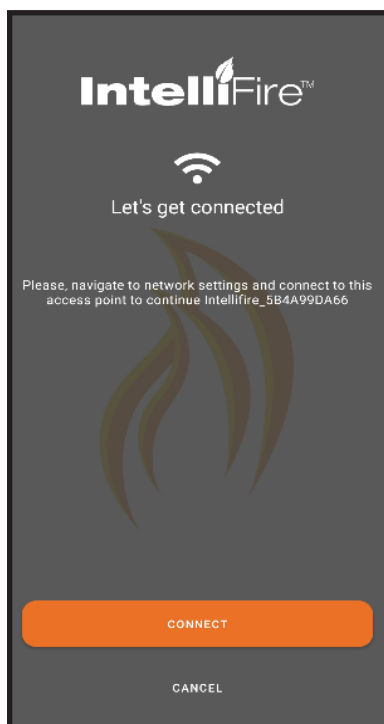 IntelliFire™
Let's get connected
Please, navigate to network settings and connect to this
access point to continue Intellifire_5B4A99DA66
CONNECT
CANCEL